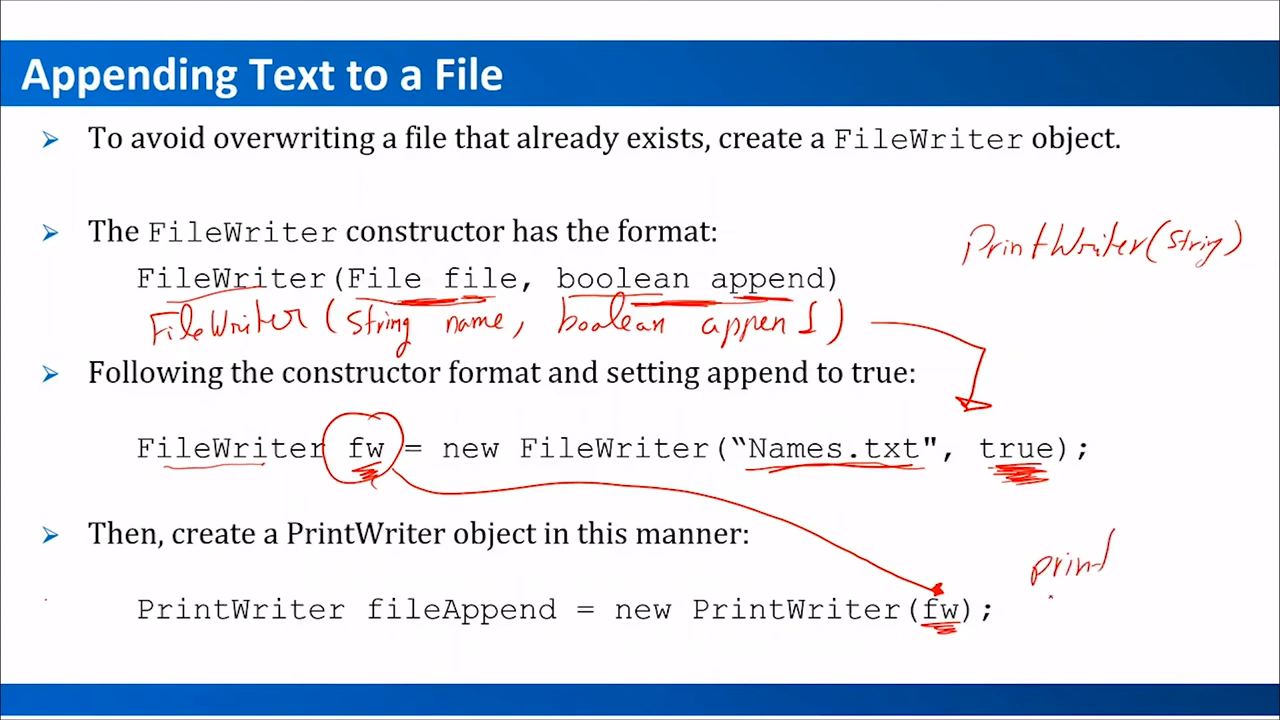 Appending Text to a File
➤ To avoid overwriting a file that already exists, create a FileWriter object.
➤ The FileWriter constructor has the format:
PrintWriter(String)
FileWriter(File file, boolean append)
FileWriter (String name, boolean append)
➤ Following the constructor format and setting append to true:
FileWriter fw = new FileWriter(“Names.txt", true);
➤ Then, create a PrintWriter object in this manner:
print
PrintWriter fileAppend = new PrintWriter(fw);